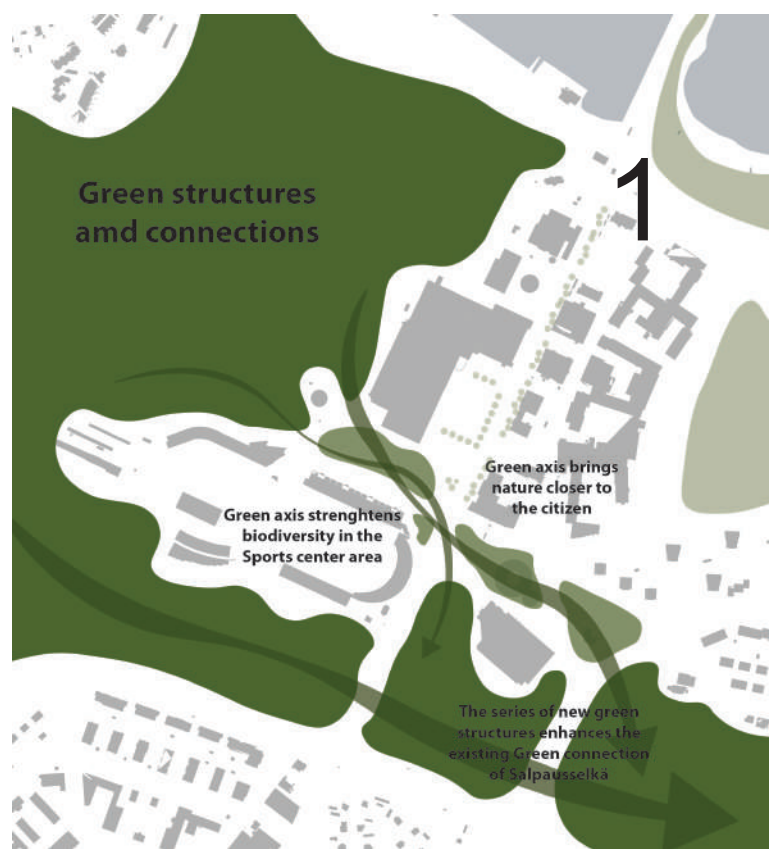 Green structures
amd connections
1
Green axis brings
nature closer to
the citizen
Green axis strenghtens
biodiversity in the
Sports center area
The series of new green
structures enhances the
existing Green connection
of Salpausselkä